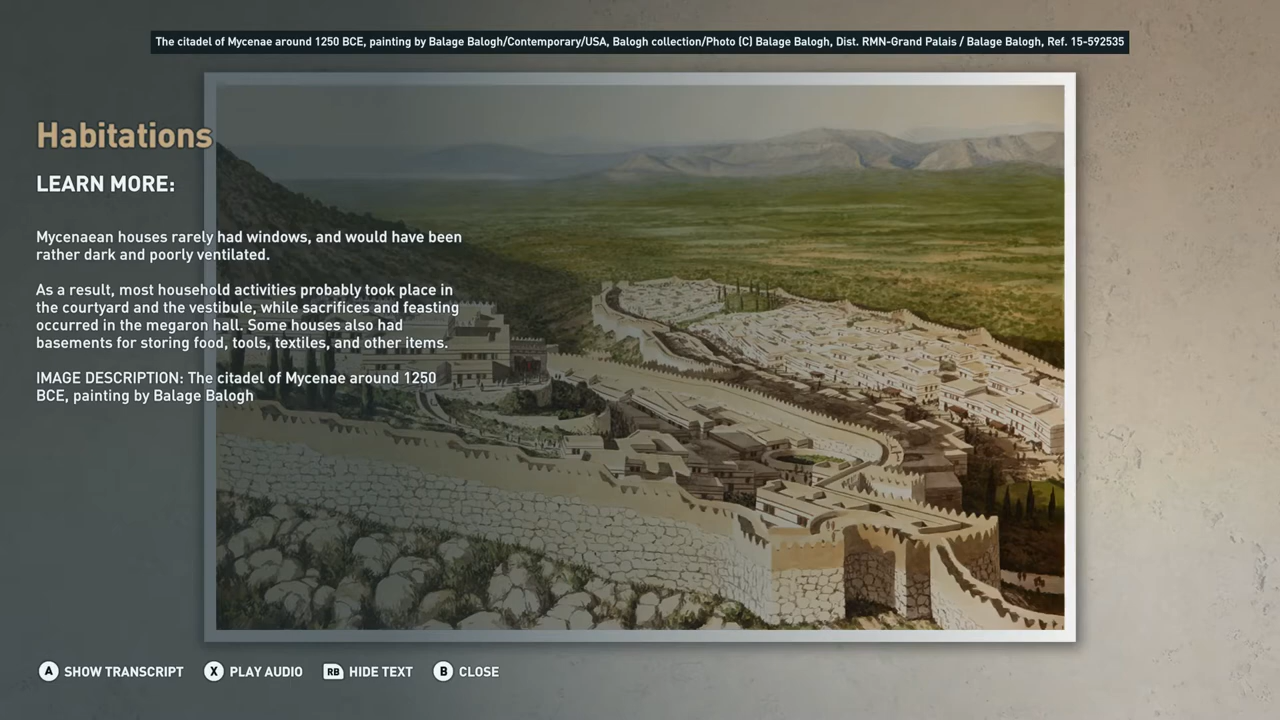 The citadel of Mycenae around 1250 BCE, painting by Balage Balogh/Contemporary/USA, Balogh collection/Photo (C) Balage Balogh, Dist. RMN-Grand Palais / Balage Balogh, Ref. 15-592535
Habitations
LEARN MORE:
Mycenaean houses rarely had windows, and would have been
rather dark and poorly ventilated.
As a result, most household activities probably took place in
the courtyard and the vestibule, while sacrifices and feasting
occurred in the megaron hall. Some houses also had
basements for storing food, tools, textiles, and other items.
IMAGE DESCRIPTION: The citadel of Mycenae around 1250
BCE, painting by Balage Balogh
A SHOW TRANSCRIPT X PLAY AUDIO RB HIDE TEXT B CLOSE